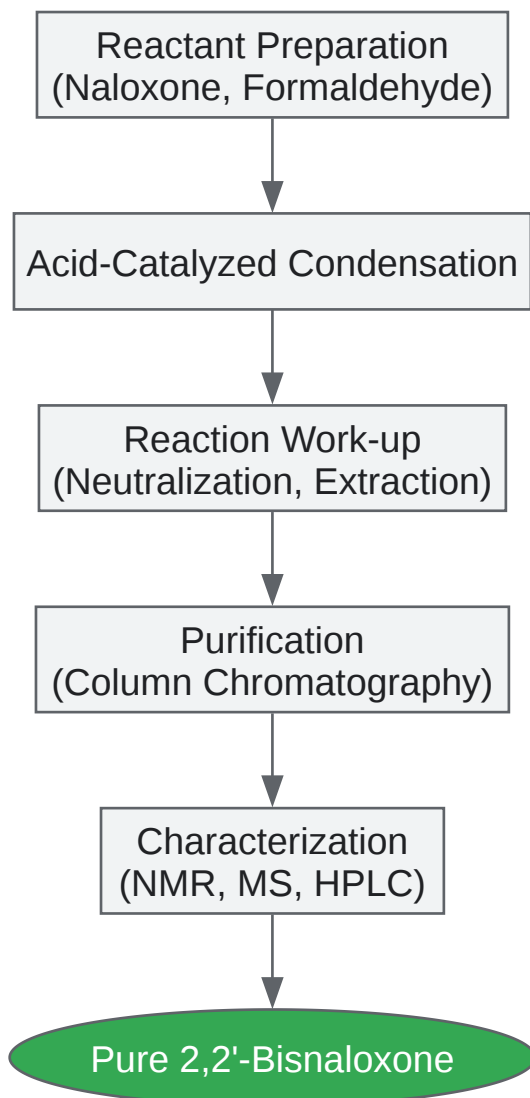 Reactant Preparation
(Naloxone, Formaldehyde)
Acid-Catalyzed Condensation
Reaction Work-up
(Neutralization, Extraction)
Purification
(Column Chromatography)
Characterization
(NMR, MS, HPLC)
Pure 2,2'-Bisnaloxone